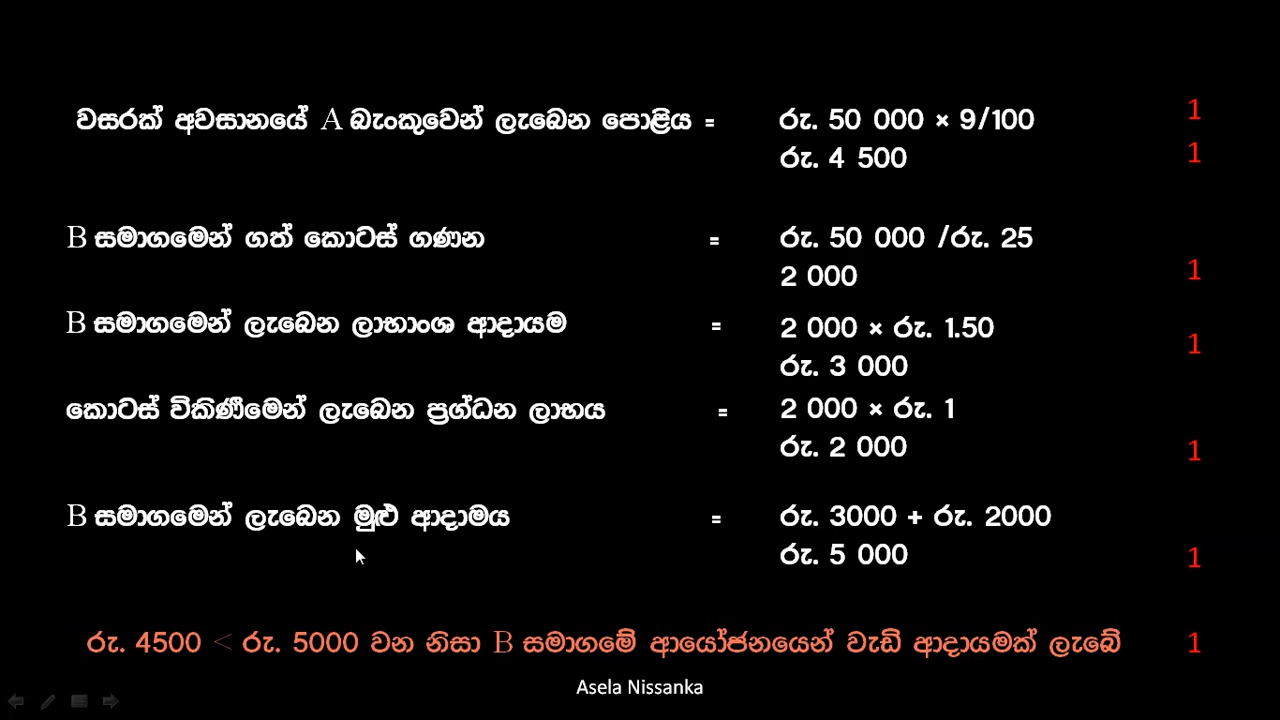 වසරක් අවසානයේ A බැංකුවෙන් ලැබෙන පොළිය = රු. 50 000 × 9/100 1
රු. 4 500 1
B සමාගමෙන් ගත් කොටස් ගණන = රු. 50 000 /රු. 25
2 000 1
B සමාගමෙන් ලැබෙන ලාභාංශ ආදායම = 2 000 × රු. 1.50 1
රු. 3 000
කොටස් විකිණීමෙන් ලැබෙන ප්‍රාග්ධන ලාභය = 2 000 × රු. 1
රු. 2 000 1
B සමාගමෙන් ලැබෙන මුළු ආදාමය = රු. 3000 + රු. 2000
රු. 5 000 1
රු. 4500 < රු. 5000 වන නිසා B සමාගමේ ආයෝජනයෙන් වැඩි ආදායමක් ලැබේ 1
Asela Nissanka